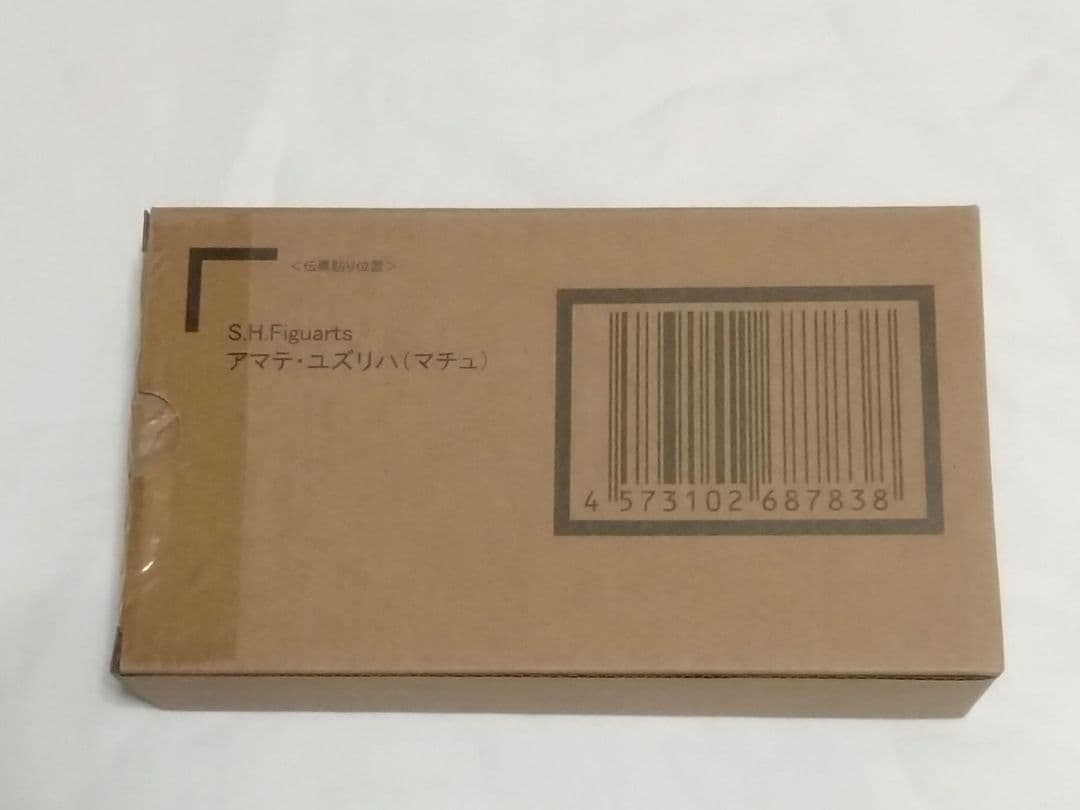 ＜伝票貼り位置＞
S.H.Figuarts
アマテ・ユズリハ（マチュ）
4 573102 687838